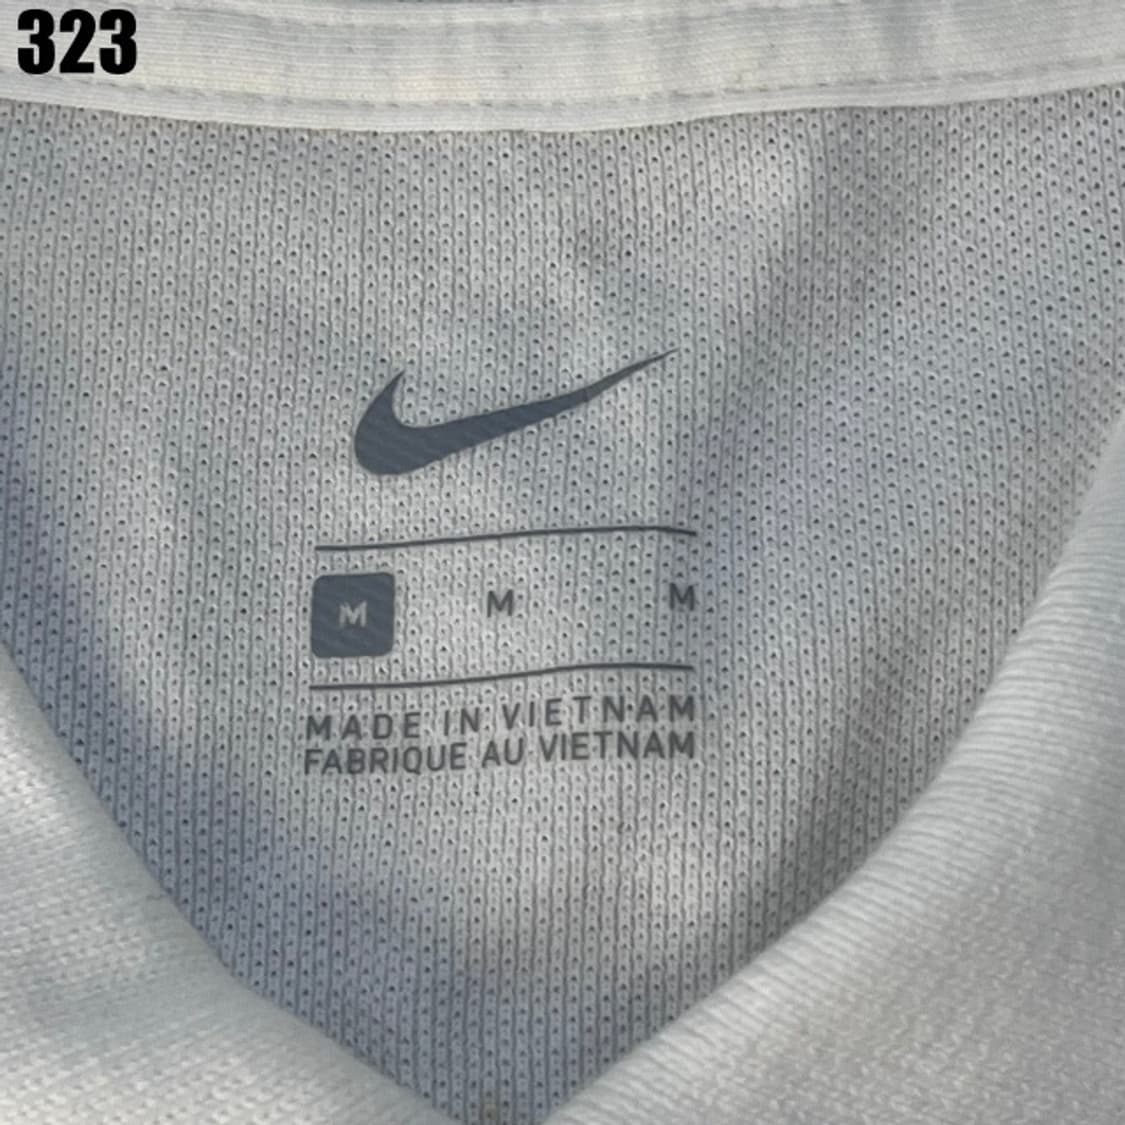 323
M M M
MADE IN VIETNAM
FABRIQUE AU VIETNAM